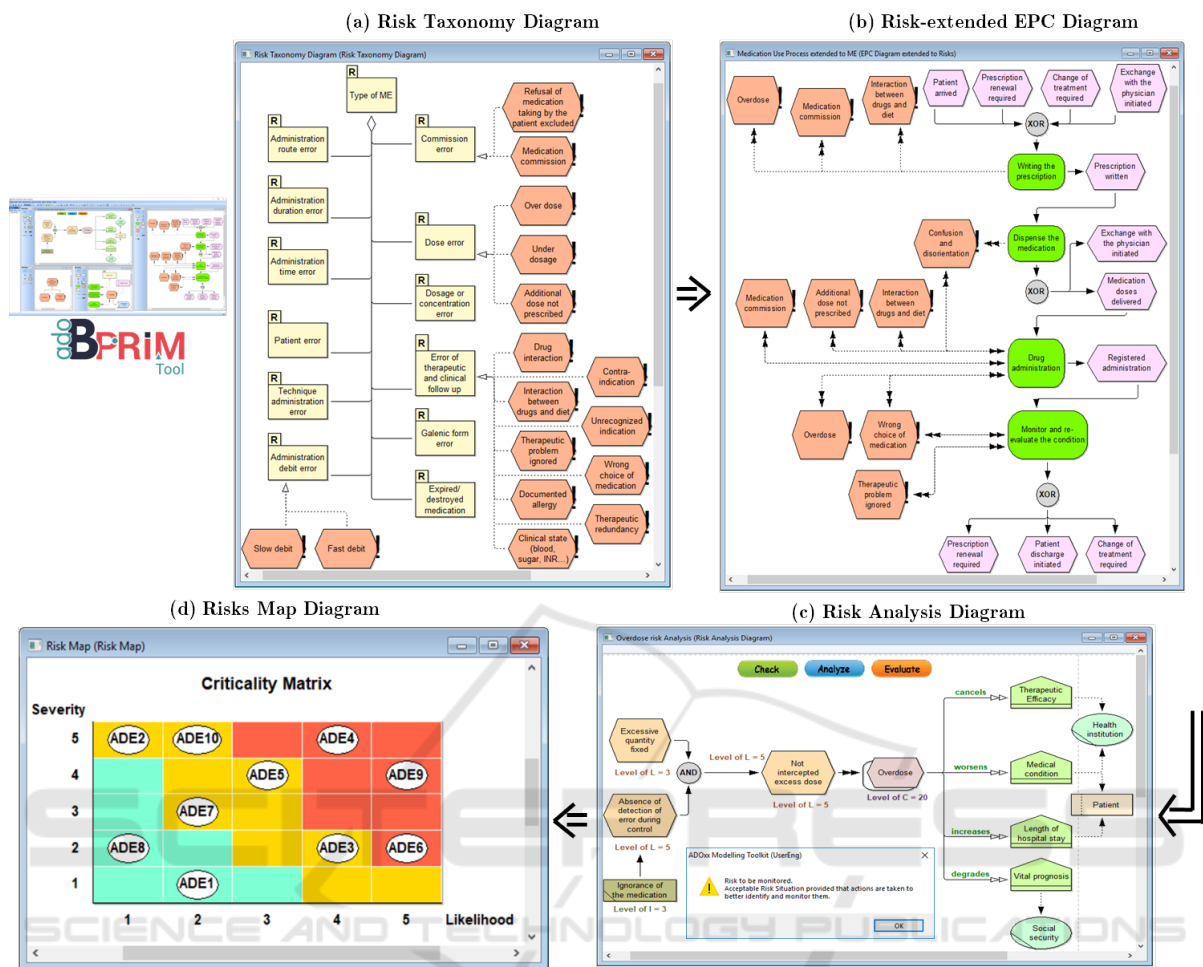 (a) Risk Taxonomy Diagram
Risk Taxonomy Diagram (Risk Taxonomy Diagram)
R
Type of ME
R
Administration
route error
R
Administration
duration error
R
Administration
time error
R
Patient error
R
Technique
administration
error
R
Administration
debit error
Slow debit
Fast debit
R
Commission
error
R
Dose error
R
Dosage or
concentration
error
R
Error of
therapeutic
and clinical
follow up
R
Galenic form
error
R
Expired/
destroyed
medication
Refusal of
medication
taking by the
patient excluded
Medication
commission
Over dose
Under
dosage
Additional
dose not
prescribed
Drug
interaction
Contra-
indication
Interaction
between
drugs and diet
Unrecognized
indication
Therapeutic
problem
ignored
Wrong
choice of
medication
Documented
allergy
Therapeutic
redundancy
Clinical state
(blood,
sugar, INR...)
ado
BPRiM
Tool
(b) Risk-extended EPC Diagram
Medication Use Process extended to ME (EPC Diagram extended to Risks)
Overdose
Medication
commission
Interaction
between
drugs and
diet
Patient
arrived
Prescription
renewal
required
Change of
treatment
required
Exchange
with the
physician
initiated
XOR
Writing the
prescription
Prescription
written
Confusion
and
disorientation
Dispense the
medication
Exchange with
the physician
initiated
XOR
Medication
doses
delivered
Medication
commission
Additional
dose not
prescribed
Interaction
between
drugs and diet
Drug
administration
Registered
administration
Overdose
Wrong
choice of
medication
Monitor and re-
evaluate the condition
Therapeutic
problem
ignored
XOR
Prescription
renewal
required
Patient
discharge
initiated
Change of
treatment
required
(d) Risks Map Diagram
Risk Map (Risk Map)
Criticality Matrix
Severity
5 ADE2 ADE10 ADE4
4 ADE5 ADE9
3 ADE7
2 ADE8 ADE3 ADE6
1 ADE1
1 2 3 4 5 Likelihood
(c) Risk Analysis Diagram
Overdose risk Analysis (Risk Analysis Diagram)
Check Analyze Evaluate
Excessive
quantity
fixed
Level of L = 3
AND
Level of L = 5
Not
intercepted
excess dose
Level of L = 5
Overdose
Level of C = 20
Absence of
detection of
error during
control
Level of L = 5
Ignorance of
the medication
Level of I = 3
cancels
Therapeutic
Efficacy
Health
institution
worsens
Medical
condition
Patient
increases
Length of
hospital stay
degrades
Vital prognosis
Social
security
ADOxx Modelling Toolkit (UserEng)
Risk to be monitored.
Acceptable Risk Situation provided that actions are taken to
better identify and monitor them.
OK
SCITEPRESS
SCIENCE AND TECHNOLOGY PUBLICATIONS